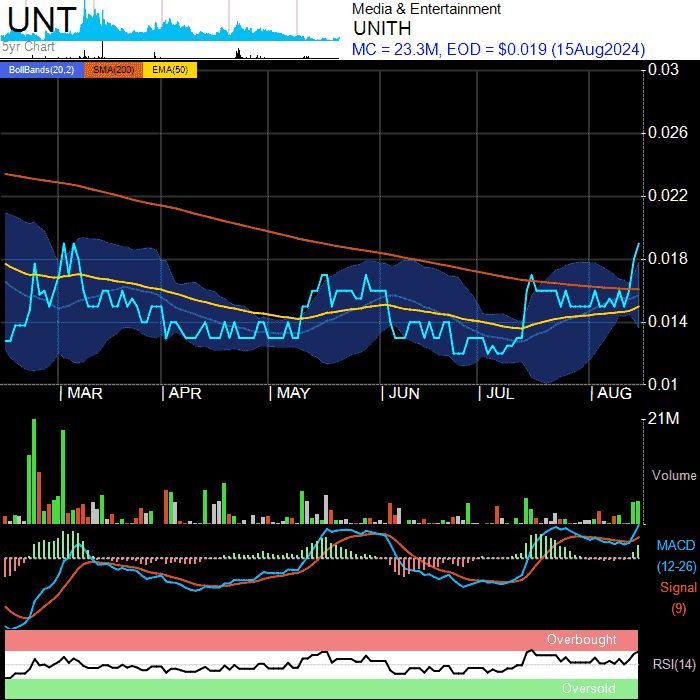 UNT
5yr Chart
Media & Entertainment
UNITH
MC = 23.3M, EOD = $0.019 (15Aug2024)
BollBands(20,2) SMA(200) EMA(50)
0.03
0.026
0.022
0.018
0.014
0.01
MAR APR MAY JUN JUL AUG
21M
Volume
MACD
(12-26)
Signal
(9)
Overbought
RSI(14)
Oversold